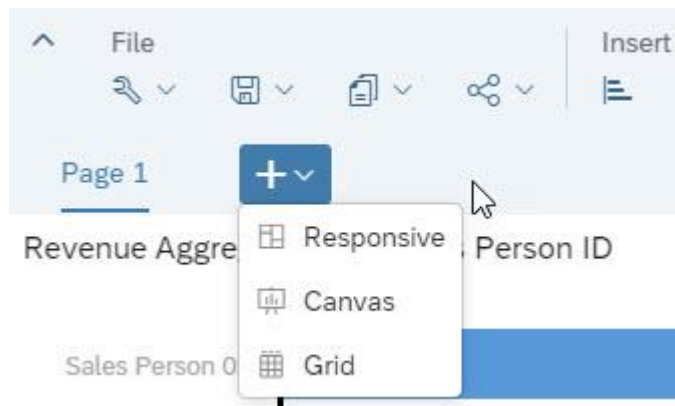 File
Insert
Page 1
Responsive
Revenue Aggre Person ID
Canvas
Sales Person 0
Grid